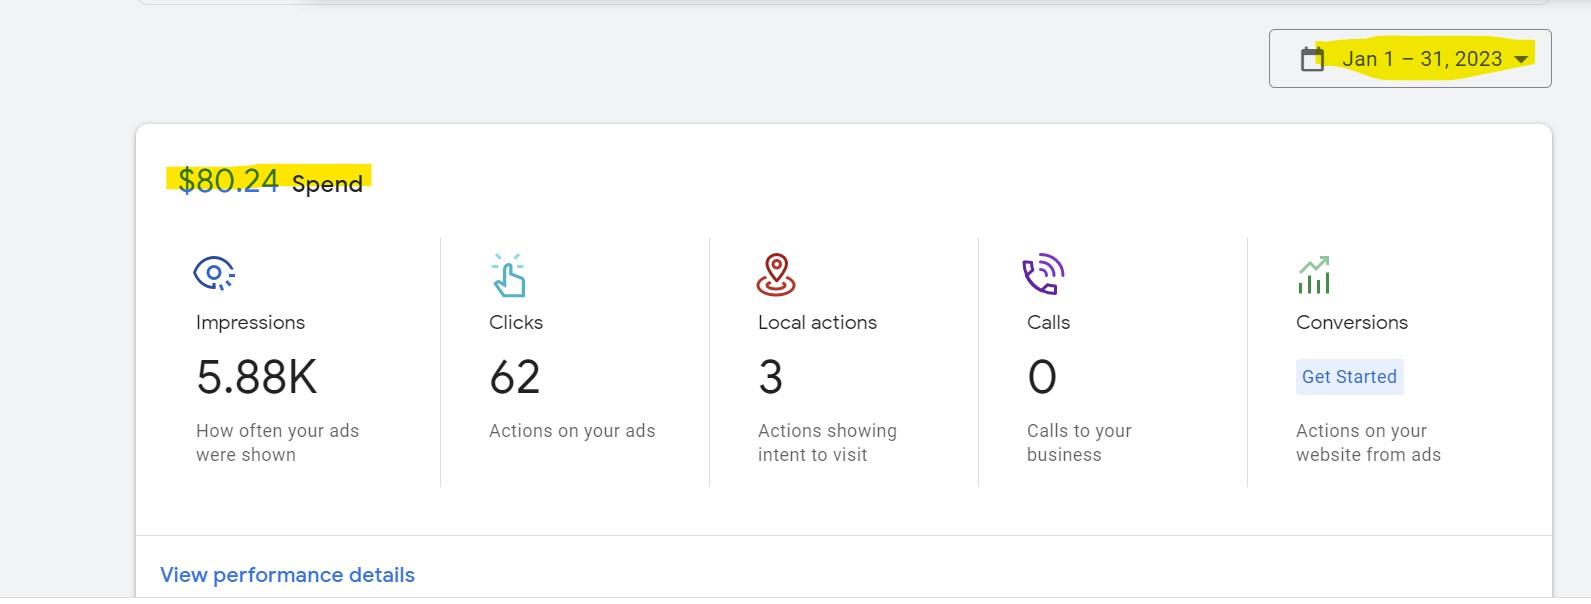 Jan 1 – 31, 2023
$80.24 Spend
Impressions
5.88K
How often your ads
were shown
Clicks
62
Actions on your ads
Local actions
3
Actions showing
intent to visit
Calls
0
Calls to your
business
Conversions
Get Started
Actions on your
website from ads
View performance details